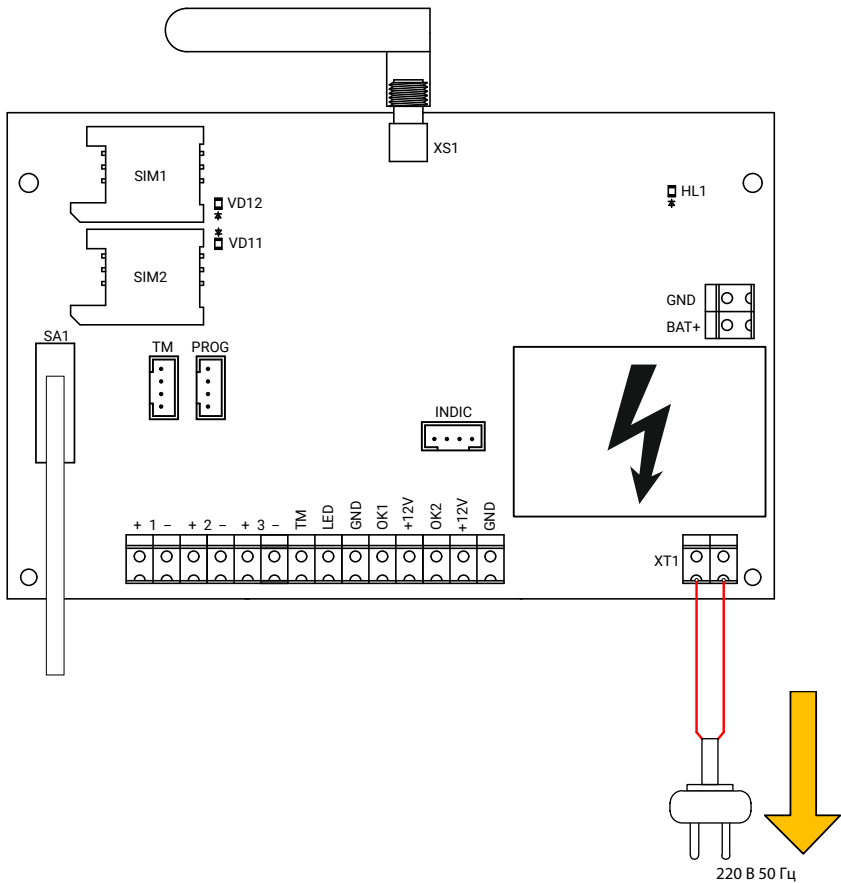 XS1
SIM1
HL1
VD12
VD11
SIM2
GND
BAT+
SA1
TM PROG
INDIC
+ 1 – + 2 – + 3 – TM LED GND OK1 +12V OK2 +12V GND
XT1
220 В 50 Гц